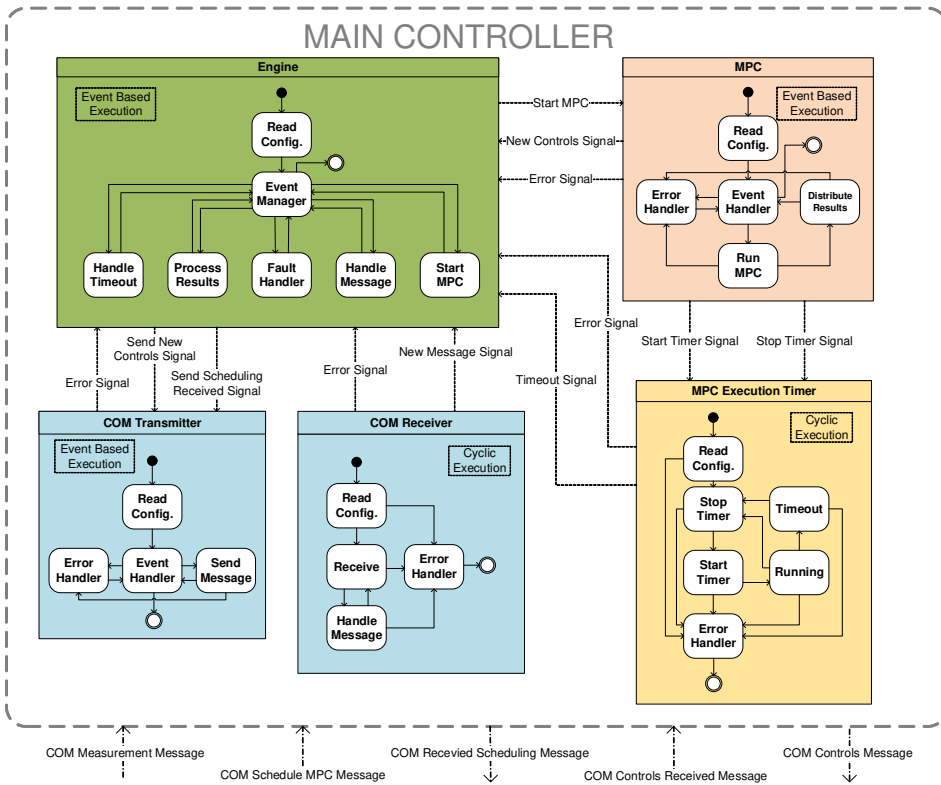 MAIN CONTROLLER
Engine
Event Based
Execution
Read
Config.
Event
Manager
Handle
Timeout
Process
Results
Fault
Handler
Handle
Message
Start
MPC
Start MPC
New Controls Signal
Error Signal
MPC
Event Based
Execution
Read
Config.
Error
Handler
Event
Handler
Distribute
Results
Run
MPC
Error Signal
Send New
Controls Signal
Send Scheduling
Received Signal
Error Signal
New Message Signal
Timeout Signal
Error Signal
Start Timer Signal
Stop Timer Signal
COM Transmitter
Event Based
Execution
Read
Config.
Error
Handler
Event
Handler
Send
Message
COM Receiver
Cyclic
Execution
Read
Config.
Receive
Error
Handler
Handle
Message
MPC Execution Timer
Cyclic
Execution
Read
Config.
Stop
Timer
Timeout
Start
Timer
Running
Error
Handler
COM Measurement Message
COM Schedule MPC Message
COM Recevied Scheduling Message
COM Controls Received Message
COM Controls Message